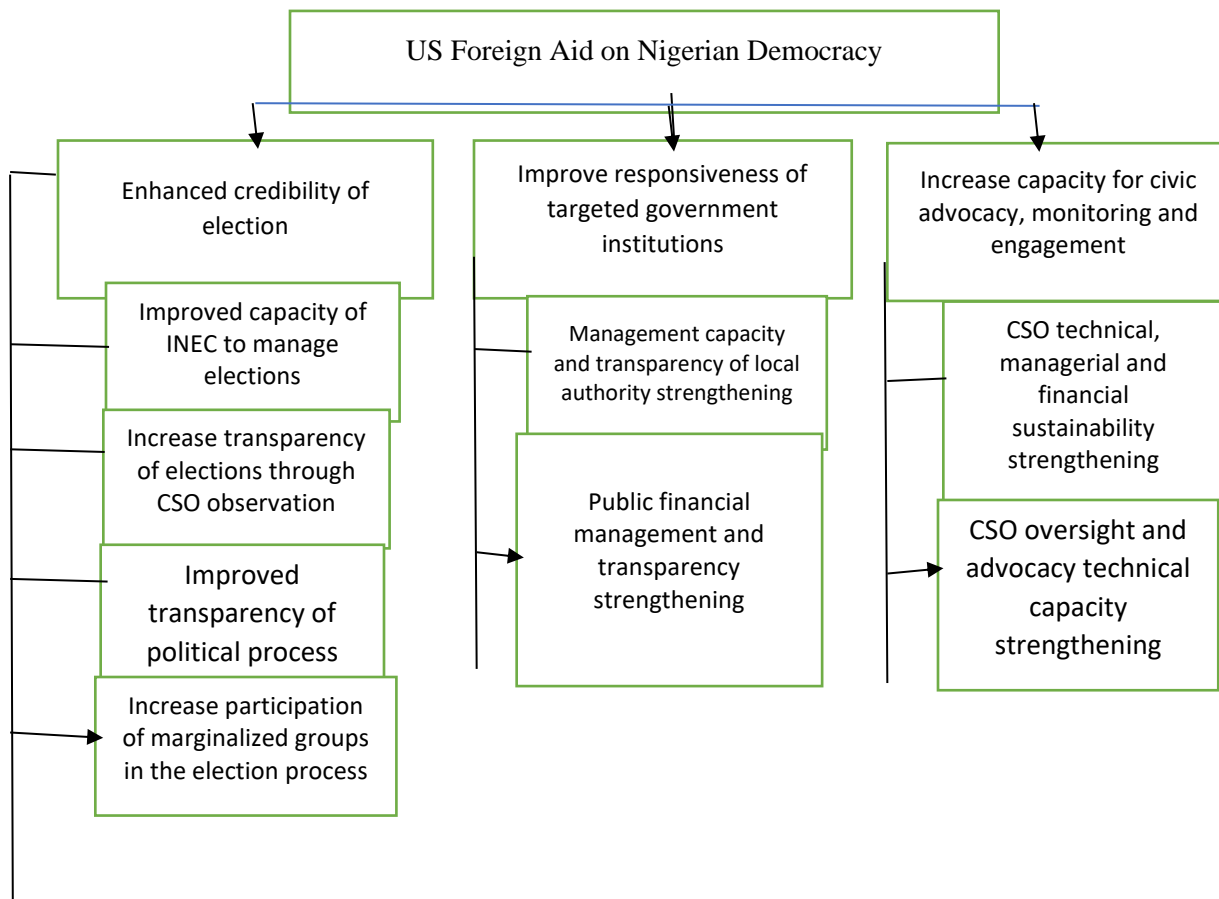 US Foreign Aid on Nigerian Democracy
Enhanced credibility of
election
Improved capacity of
INEC to manage
elections
Increase transparency
of elections through
CSO observation
Improved
transparency of
political process
Increase participation
of marginalized groups
in the election process
Improve responsiveness of
targeted government
institutions
Management capacity
and transparency of local
authority strengthening
Public financial
management and
transparency
strengthening
Increase capacity for civic
advocacy, monitoring and
engagement
CSO technical,
managerial and
financial
sustainability
strengthening
CSO oversight and
advocacy technical
capacity
strengthening